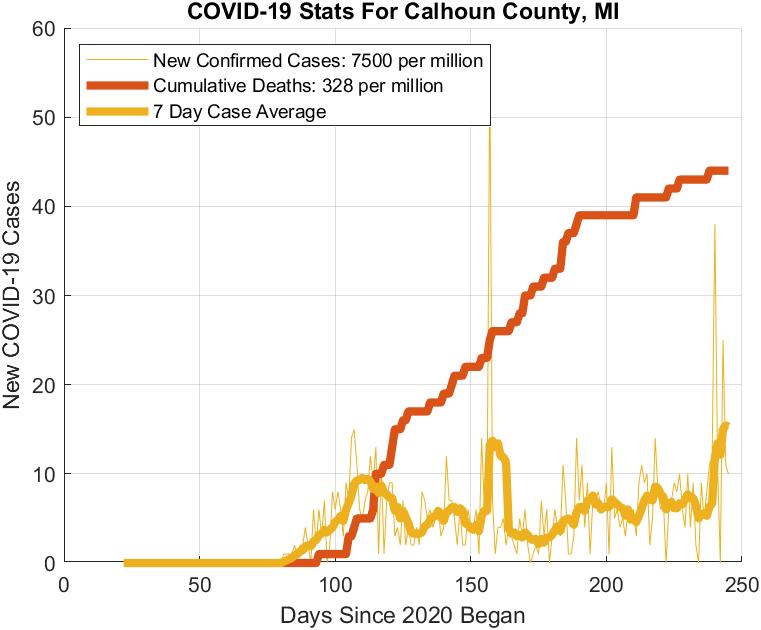 COVID-19 Stats For Calhoun County, MI
60
New Confirmed Cases: 7500 per million
Cumulative Deaths: 328 per million
7 Day Case Average
50
40
30
20
10
0
New COVID-19 Cases
0 50 100 150 200 250
Days Since 2020 Began